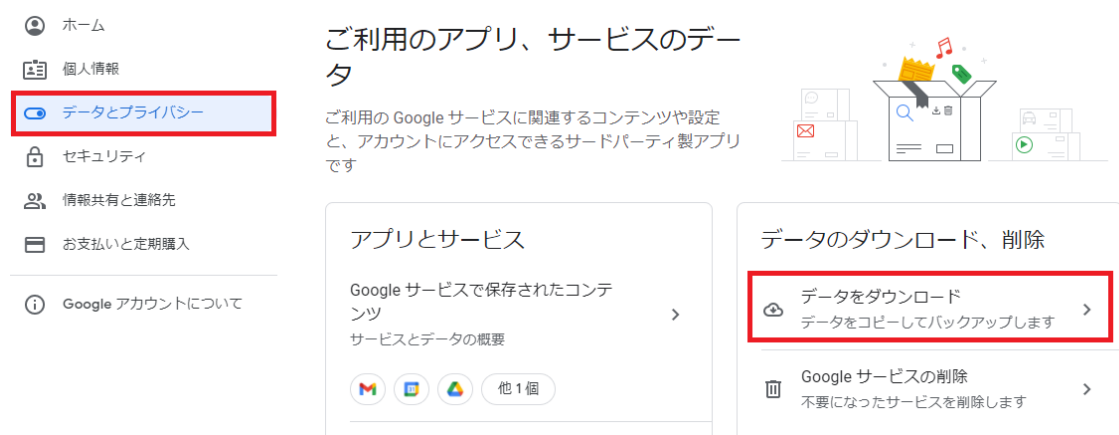 ホーム
個人情報
データとプライバシー
セキュリティ
情報共有と連絡先
お支払いと定期購入
Google アカウントについて
ご利用のアプリ、サービスのデー
タ
ご利用の Google サービスに関連するコンテンツや設定
と、アカウントにアクセスできるサードパーティ製アプリ
です
アプリとサービス
Google サービスで保存されたコンテ
ンツ
サービスとデータの概要
他 1 個
データのダウンロード、削除
データをダウンロード
データをコピーしてバックアップします
Google サービスの削除
不要になったサービスを削除します